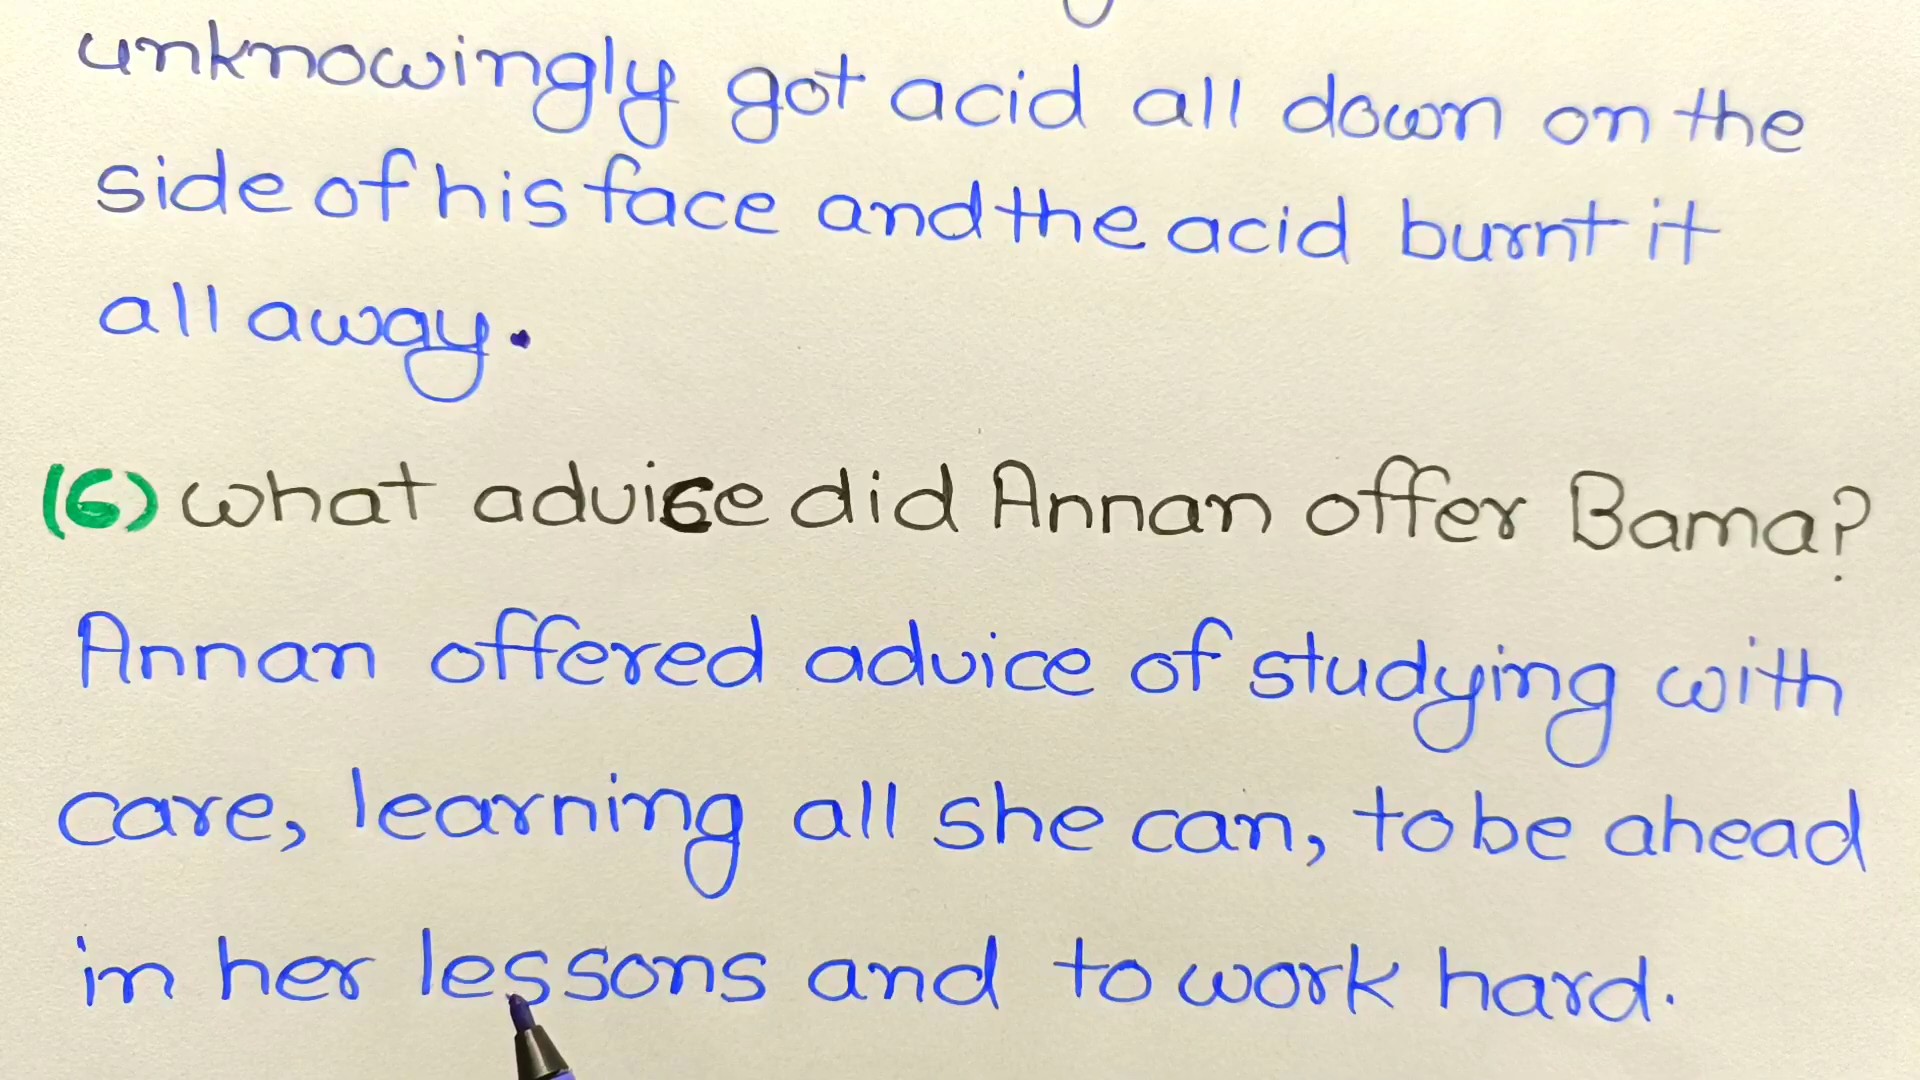 unknowingly got acid all down on the
side of his face and the acid burnt it
all away.
(6) what advice did Annan offer Bama?
Annan offered advice of studying with
care, learning all she can, to be ahead
in her lessons and to work hard.